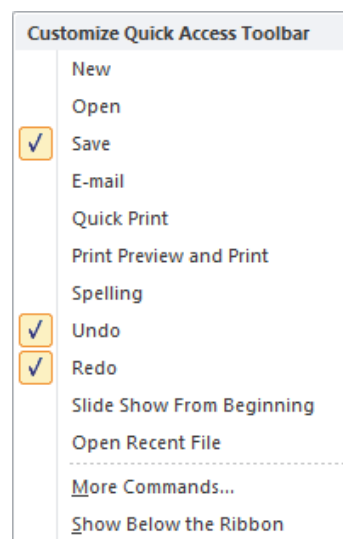 Customize Quick Access Toolbar
New
Open
Save
E-mail
Quick Print
Print Preview and Print
Spelling
Undo
Redo
Slide Show From Beginning
Open Recent File
More Commands...
Show Below the Ribbon